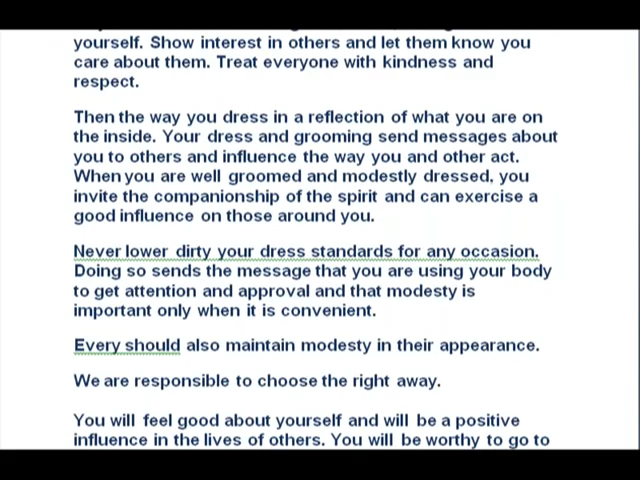 yourself. Show interest in others and let them know you
care about them. Treat everyone with kindness and
respect.
Then the way you dress in a reflection of what you are on
the inside. Your dress and grooming send messages about
you to others and influence the way you and other act.
When you are well groomed and modestly dressed, you
invite the companionship of the spirit and can exercise a
good influence on those around you.
Never lower dirty your dress standards for any occasion.
Doing so sends the message that you are using your body
to get attention and approval and that modesty is
important only when it is convenient.
Every should also maintain modesty in their appearance.
We are responsible to choose the right away.
You will feel good about yourself and will be a positive
influence in the lives of others. You will be worthy to go to